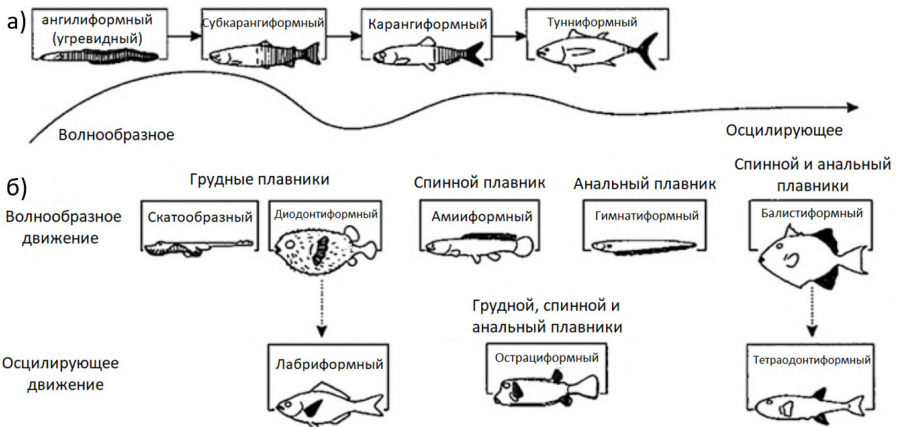 а)
ангилиформный
(угревидный)
Субкарангиформный
Карангиформный
Тунниформный
Волнообразное
Осцилирующее
б)
Грудные плавники
Спинной плавник
Анальный плавник
Спинной и анальный
плавники
Волнообразное
движение
Скатообразный
Диодонтиформный
Амииформный
Гимнатиформный
Балистиформный
Грудной, спинной и
анальный плавники
Осцилирующее
движение
Лабриформный
Острациформный
Тетраодонтиформный